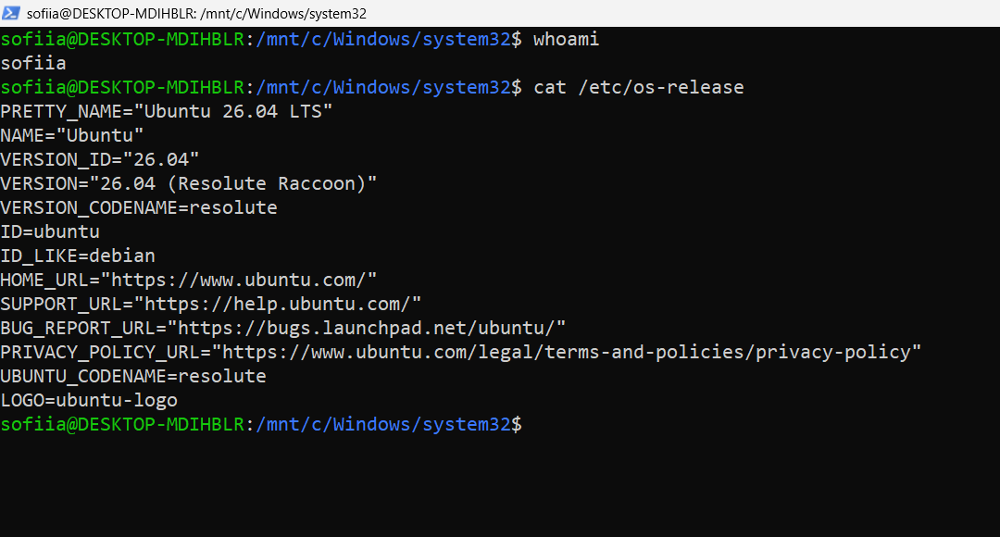 sofiia@DESKTOP-MDIHBLR: /mnt/c/Windows/system32
sofiia@DESKTOP-MDIHBLR:/mnt/c/Windows/system32$ whoami
sofiia
sofiia@DESKTOP-MDIHBLR:/mnt/c/Windows/system32$ cat /etc/os-release
PRETTY_NAME="Ubuntu 26.04 LTS"
NAME="Ubuntu"
VERSION_ID="26.04"
VERSION="26.04 (Resolute Raccoon)"
VERSION_CODENAME=resolute
ID=ubuntu
ID_LIKE=debian
HOME_URL="https://www.ubuntu.com/"
SUPPORT_URL="https://help.ubuntu.com/"
BUG_REPORT_URL="https://bugs.launchpad.net/ubuntu/"
PRIVACY_POLICY_URL="https://www.ubuntu.com/legal/terms-and-policies/privacy-policy"
UBUNTU_CODENAME=resolute
LOGO=ubuntu-logo
sofiia@DESKTOP-MDIHBLR:/mnt/c/Windows/system32$